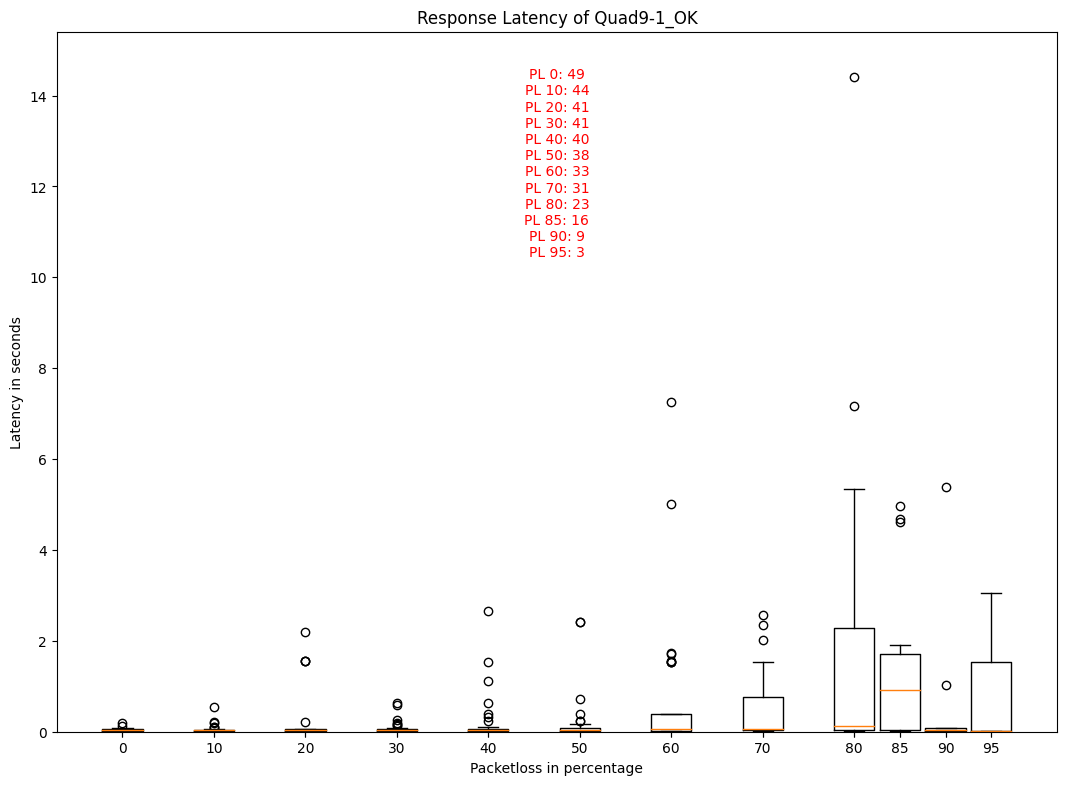 Response Latency of Quad9-1_OK
PL 0: 49
PL 10: 44
PL 20: 41
PL 30: 41
PL 40: 40
PL 50: 38
PL 60: 33
PL 70: 31
PL 80: 23
PL 85: 16
PL 90: 9
PL 95: 3
Latency in seconds
14
12
10
8
6
4
2
0
0 10 20 30 40 50 60 70 80 85 90 95
Packetloss in percentage